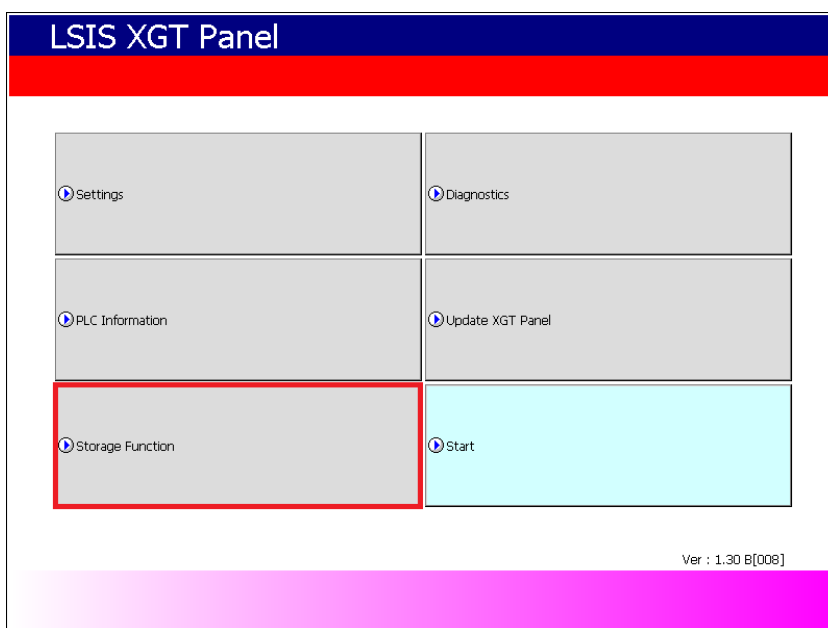 LSIS XGT Panel
Settings
Diagnostics
PLC Information
Update XGT Panel
Storage Function
Start
Ver : 1.30 B[008]